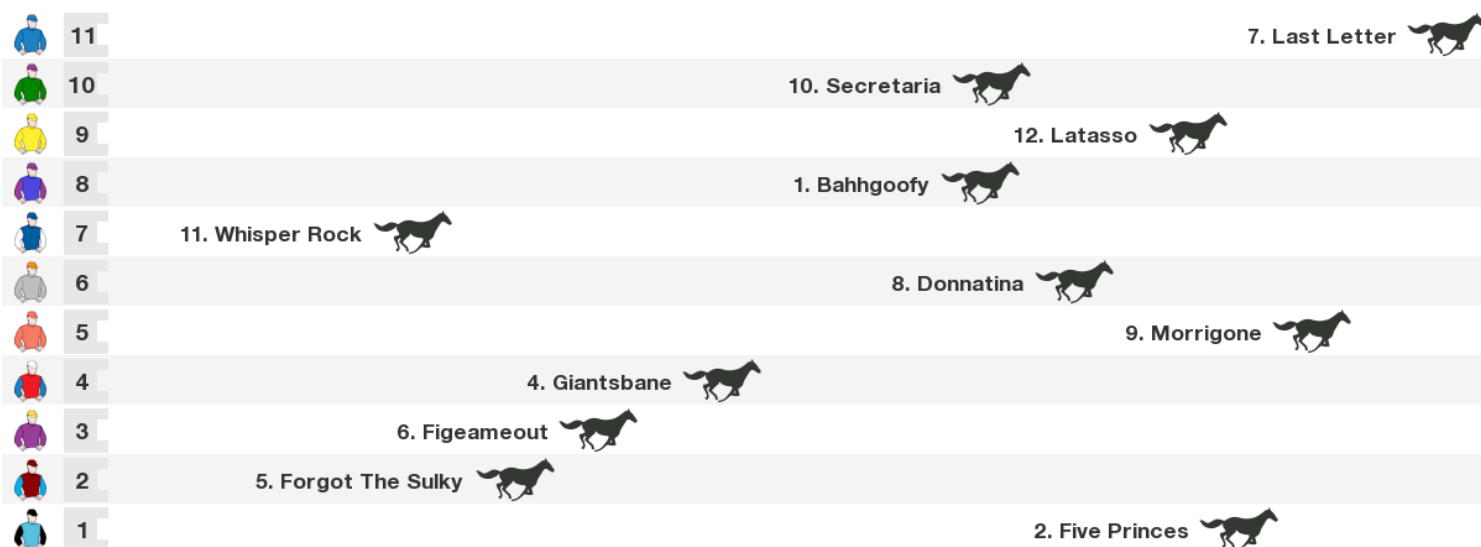 11 7. Last Letter
10 10. Secretaria
9 12. Latasso
8 1. Bahhgoofy
7 11. Whisper Rock
6 8. Donnatina
5 9. Morrigone
4 4. Giantsbane
3 6. Figeameout
2 5. Forgot The Sulky
1 2. Five Princes